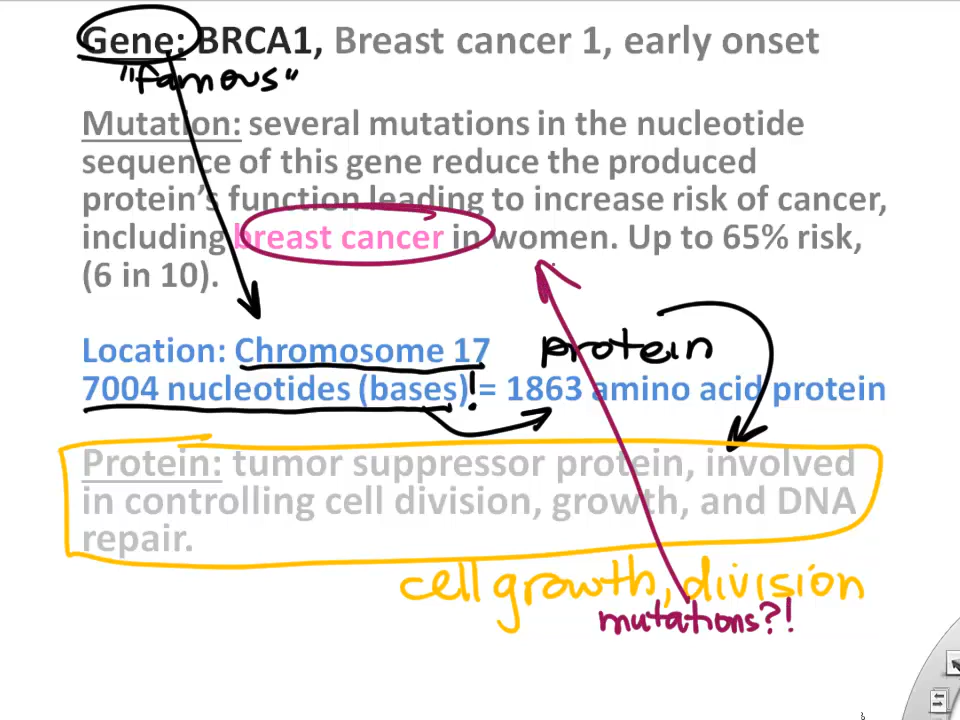 Gene: BRCA1, Breast cancer 1, early onset
"famous"
Mutation: several mutations in the nucleotide
sequence of this gene reduce the produced
protein's function leading to increase risk of cancer,
including breast cancer in women. Up to 65% risk,
(6 in 10).
Location: Chromosome 17
protein
7004 nucleotides (bases)! = 1863 amino acid protein
Protein: tumor suppressor protein, involved
in controlling cell division, growth, and DNA
repair.
cell growth, division
mutations?!